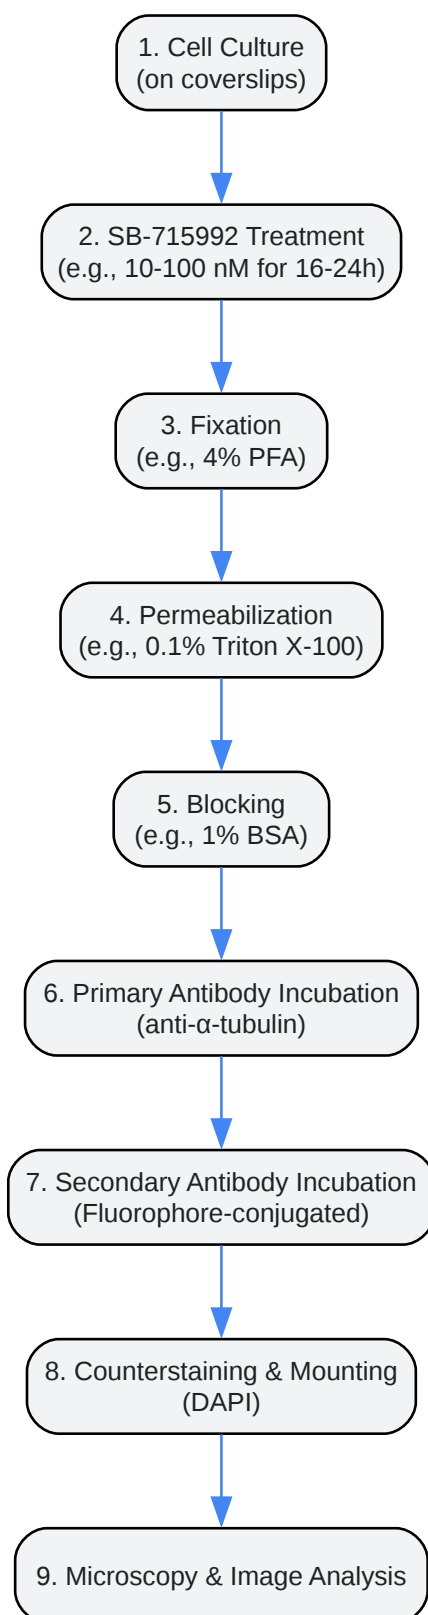 1. Cell Culture
(on coverslips)
2. SB-715992 Treatment
(e.g., 10-100 nM for 16-24h)
3. Fixation
(e.g., 4% PFA)
4. Permeabilization
(e.g., 0.1% Triton X-100)
5. Blocking
(e.g., 1% BSA)
6. Primary Antibody Incubation
(anti-α-tubulin)
7. Secondary Antibody Incubation
(Fluorophore-conjugated)
8. Counterstaining & Mounting
(DAPI)
9. Microscopy & Image Analysis